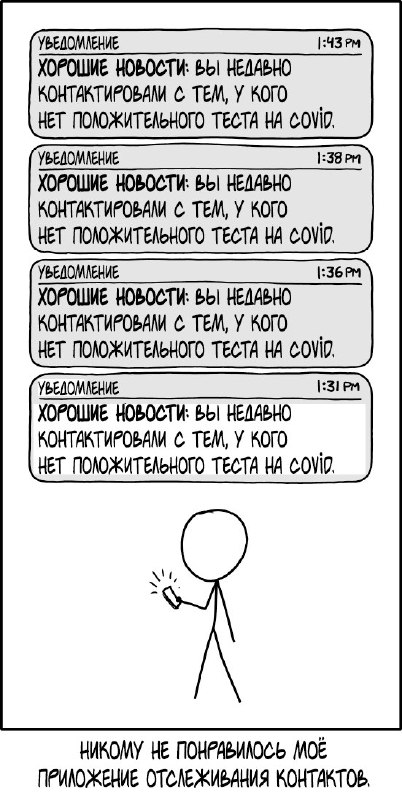 УВЕДОМЛЕНИЕ 1:43 PM
ХОРОШИЕ НОВОСТИ: ВЫ НЕДАВНО
КОНТАКТИРОВАЛИ С ТЕМ, У КОГО
НЕТ ПОЛОЖИТЕЛЬНОГО ТЕСТА НА COVID.
УВЕДОМЛЕНИЕ 1:38 PM
ХОРОШИЕ НОВОСТИ: ВЫ НЕДАВНО
КОНТАКТИРОВАЛИ С ТЕМ, У КОГО
НЕТ ПОЛОЖИТЕЛЬНОГО ТЕСТА НА COVID.
УВЕДОМЛЕНИЕ 1:36 PM
ХОРОШИЕ НОВОСТИ: ВЫ НЕДАВНО
КОНТАКТИРОВАЛИ С ТЕМ, У КОГО
НЕТ ПОЛОЖИТЕЛЬНОГО ТЕСТА НА COVID.
УВЕДОМЛЕНИЕ 1:31 PM
ХОРОШИЕ НОВОСТИ: ВЫ НЕДАВНО
КОНТАКТИРОВАЛИ С ТЕМ, У КОГО
НЕТ ПОЛОЖИТЕЛЬНОГО ТЕСТА НА COVID.
НИКОМУ НЕ ПОНРАВИЛОСЬ МОЁ
ПРИЛОЖЕНИЕ ОТСЛЕЖИВАНИЯ КОНТАКТОВ.